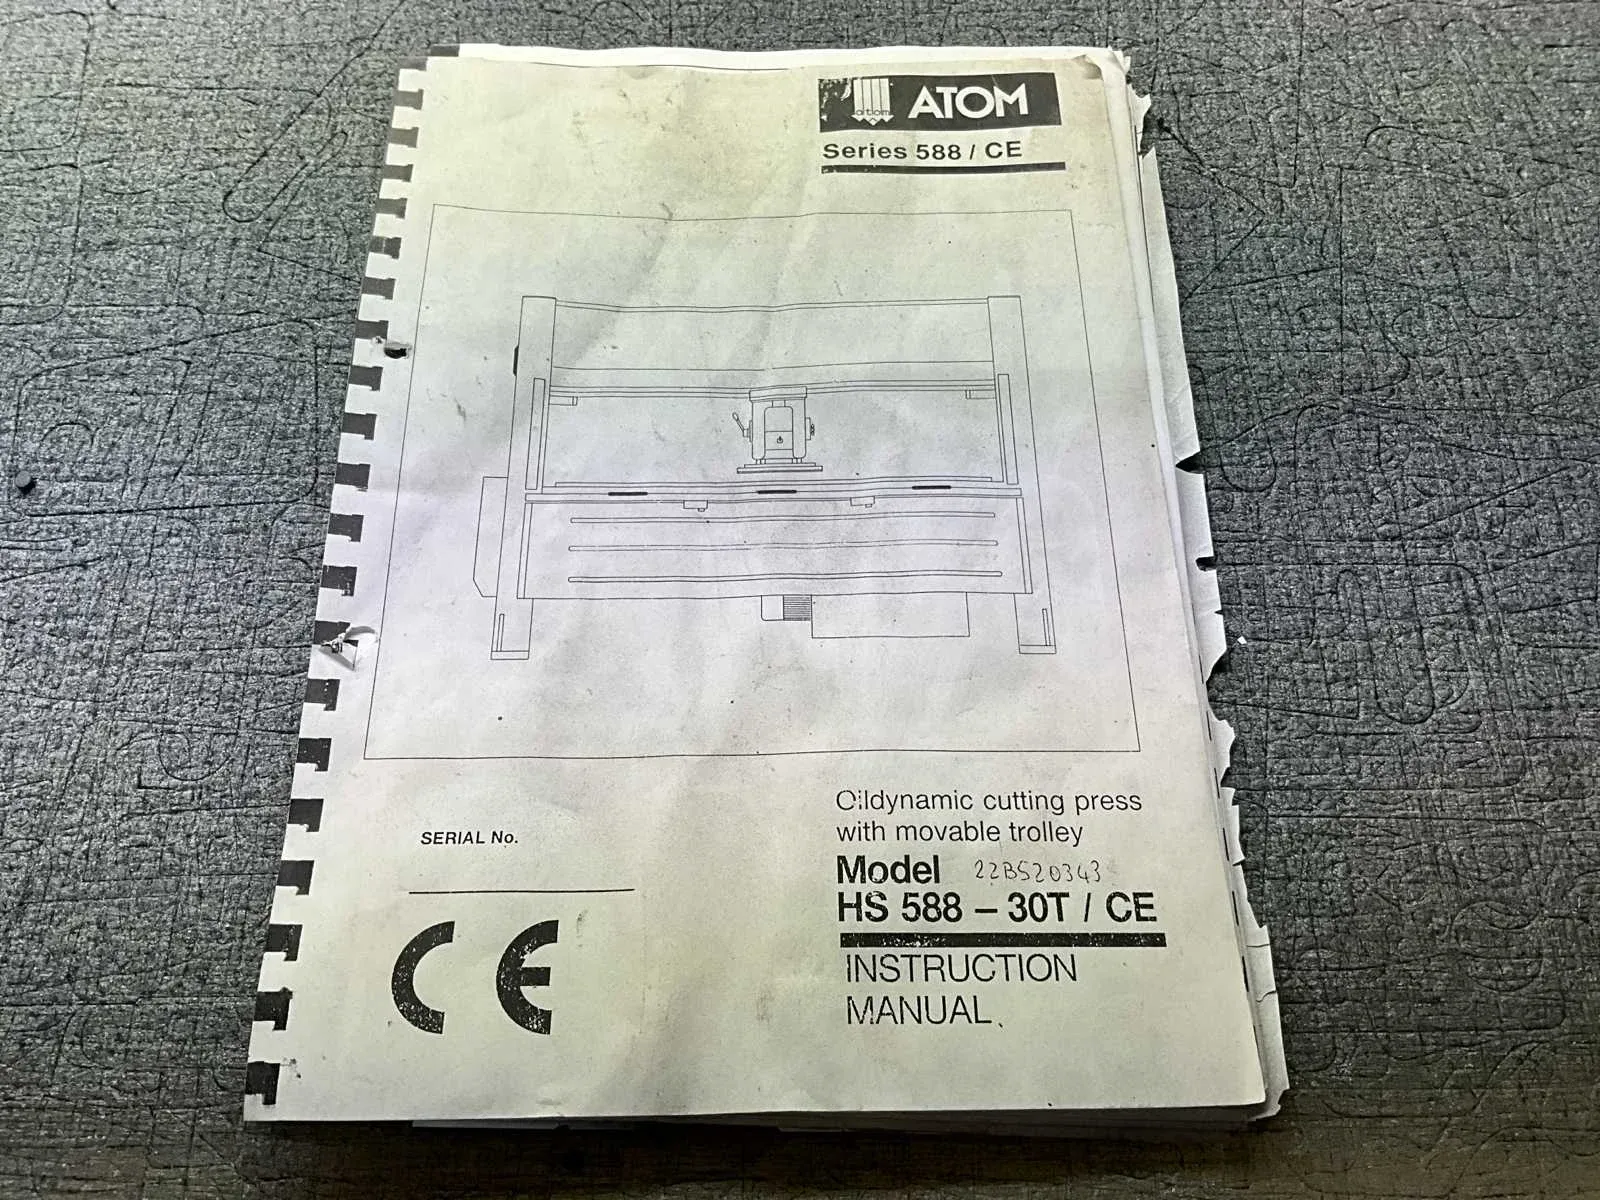 ATOM
Series 588 / CE
Oildynamic cutting press
with movable trolley
SERIAL No.
Model 22BS20343
HS 588 – 30T / CE
INSTRUCTION
MANUAL
CE